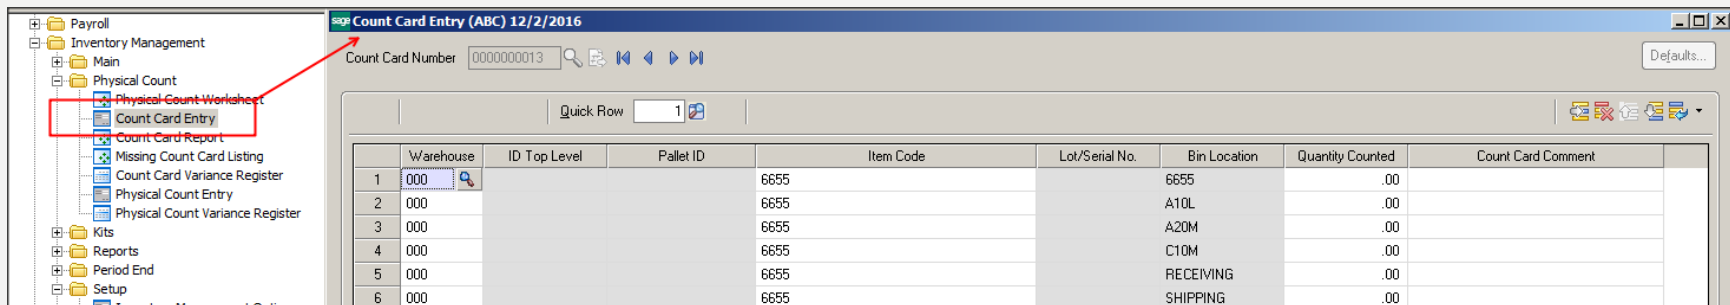 Payroll
Inventory Management
Main
Physical Count
Physical Count Worksheet
Count Card Entry
Count Card Report
Missing Count Card Listing
Count Card Variance Register
Physical Count Entry
Physical Count Variance Register
Kits
Reports
Period End
Setup
sage Count Card Entry (ABC) 12/2/2016
Count Card Number 0000000013 Defaults...
Quick Row 1
Warehouse ID Top Level Pallet ID Item Code Lot/Serial No. Bin Location Quantity Counted Count Card Comment
1 000 6655 6655 .00
2 000 6655 A10L .00
3 000 6655 A20M .00
4 000 6655 C10M .00
5 000 6655 RECEIVING .00
6 000 6655 SHIPPING .00